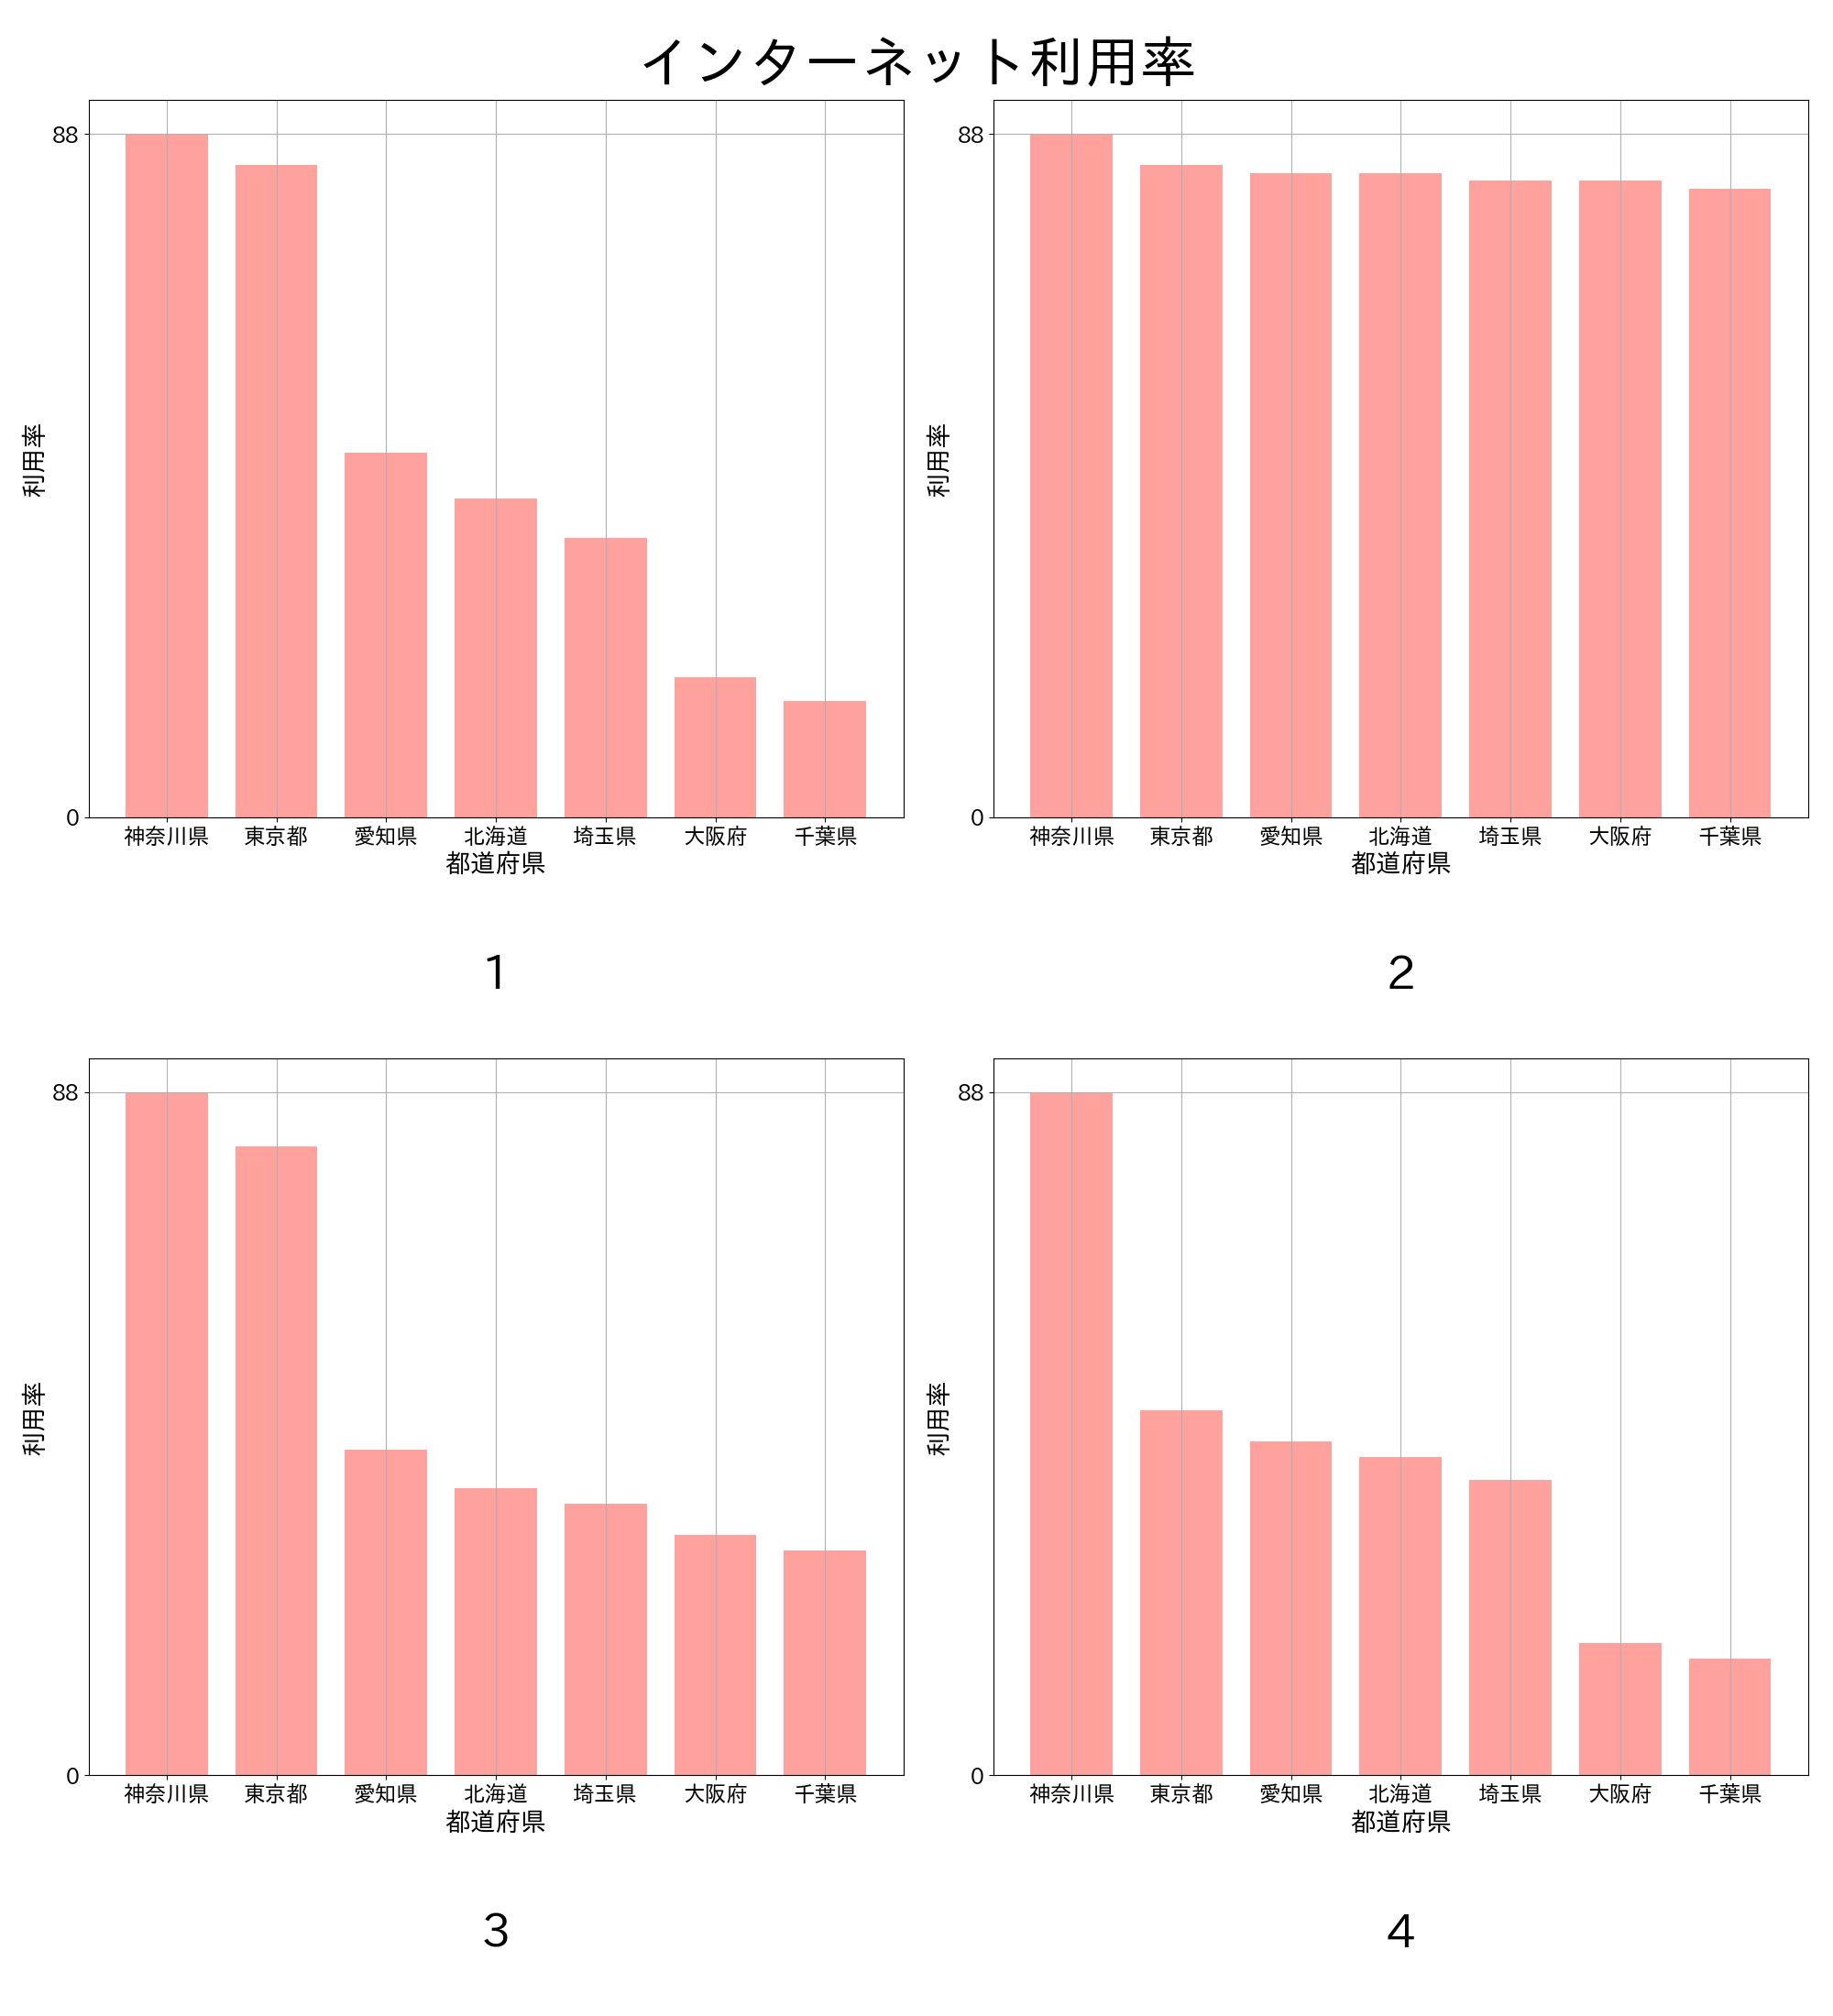 インターネット利用率
88
0
利用率
神奈川県 東京都 愛知県 北海道 埼玉県 大阪府 千葉県
都道府県
1
88
0
利用率
神奈川県 東京都 愛知県 北海道 埼玉県 大阪府 千葉県
都道府県
2
88
0
利用率
神奈川県 東京都 愛知県 北海道 埼玉県 大阪府 千葉県
都道府県
3
88
0
利用率
神奈川県 東京都 愛知県 北海道 埼玉県 大阪府 千葉県
都道府県
4